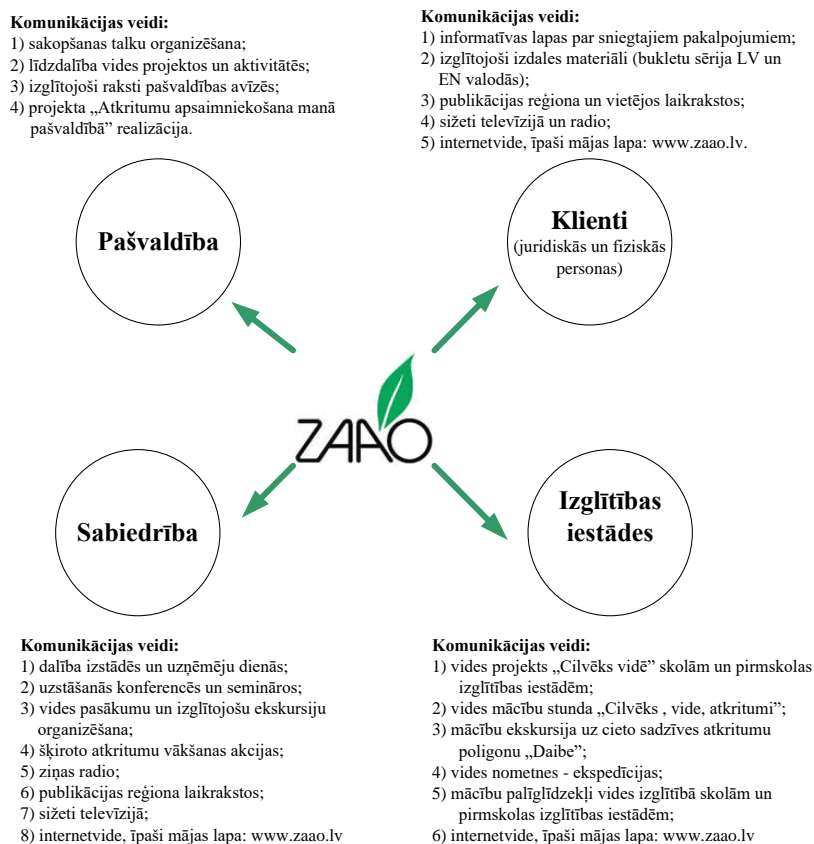 Komunikācijas veidi:
1) sakopšanas talku organizēšana;
2) līdzdalība vides projektos un aktivitātēs;
3) izglītojoši raksti pašvaldības avīzēs;
4) projekta „Atkritumu apsaimniekošana manā
pašvaldībā” realizācija.
Komunikācijas veidi:
1) informatīvas lapas par sniegtajiem pakalpojumiem;
2) izglītojoši izdales materiāli (bukletu sērija LV un
EN valodās);
3) publikācijas reģiona un vietējos laikrakstos;
4) sižeti televīzijā un radio;
5) internetvide, īpaši mājas lapa: www.zaao.lv.
Pašvaldība
Klienti
(juridiskās un fiziskās
personas)
ZAAO
Sabiedrība
Izglītības
iestādes
Komunikācijas veidi:
1) dalība izstādēs un uzņēmēju dienās;
2) uzstāšanās konferencēs un semināros;
3) vides pasākumu un izglītojošu ekskursiju
organizēšana;
4) šķiroto atkritumu vākšanas akcijas;
5) ziņas radio;
6) publikācijas reģiona laikrakstos;
7) sižeti televīzijā;
8) internetvide, īpaši mājas lapa: www.zaao.lv
Komunikācijas veidi:
1) vides projekts „Cilvēks vidē” skolām un pirmskolas
izglītības iestādēm;
2) vides mācību stunda „Cilvēks , vide, atkritumi”;
3) mācību ekskursija uz cieto sadzīves atkritumu
poligonu „Daibe”;
4) vides nometnes - ekspedīcijas;
5) mācību palīglīdzekļi vides izglītībā skolām un
pirmskolas izglītības iestādēm;
6) internetvide, īpaši mājas lapa: www.zaao.lv